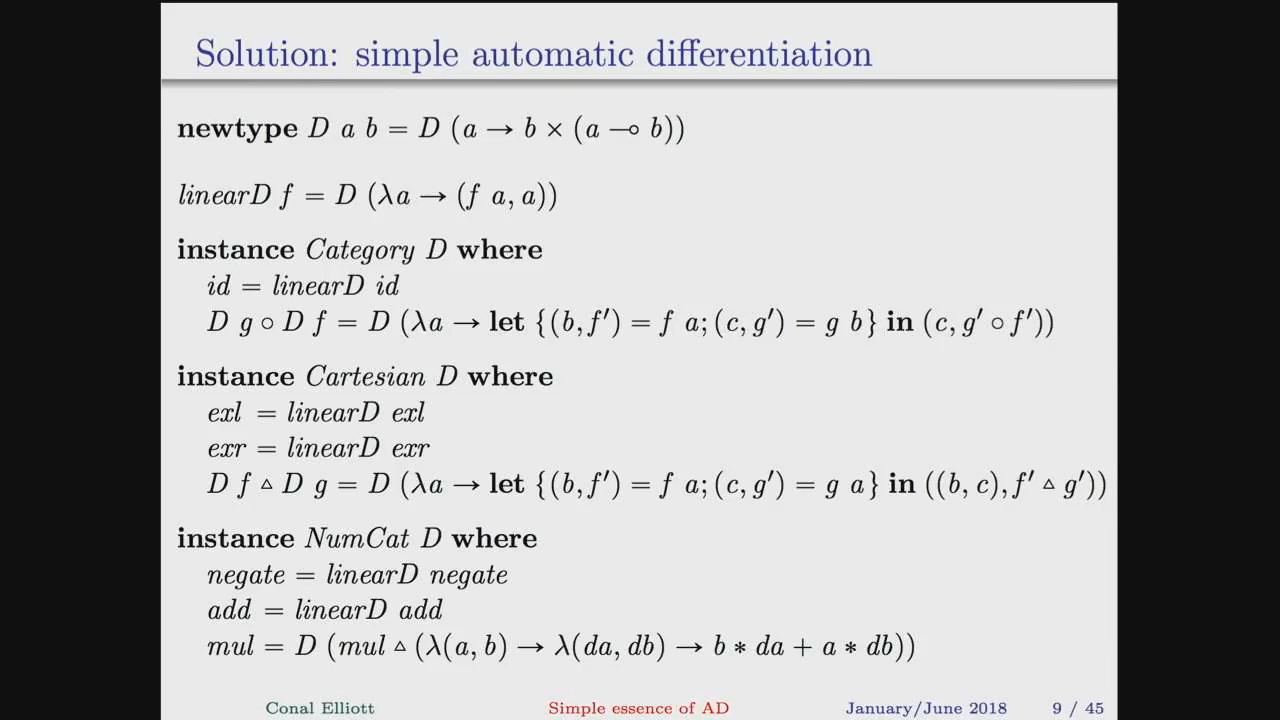 Solution: simple automatic differentiation
newtype D a b = D (a → b × (a ⊸ b))
linearD f = D (λa → (f a, a))
instance Category D where
id = linearD id
D g ∘ D f = D (λa → let {(b, f′) = f a; (c, g′) = g b} in (c, g′ ∘ f′))
instance Cartesian D where
exl = linearD exl
exr = linearD exr
D f ▵ D g = D (λa → let {(b, f′) = f a; (c, g′) = g a} in ((b, c), f′ ▵ g′))
instance NumCat D where
negate = linearD negate
add = linearD add
mul = D (mul ▵ (λ(a, b) → λ(da, db) → b ∗ da + a ∗ db))
Conal Elliott Simple essence of AD January/June 2018 9 / 45